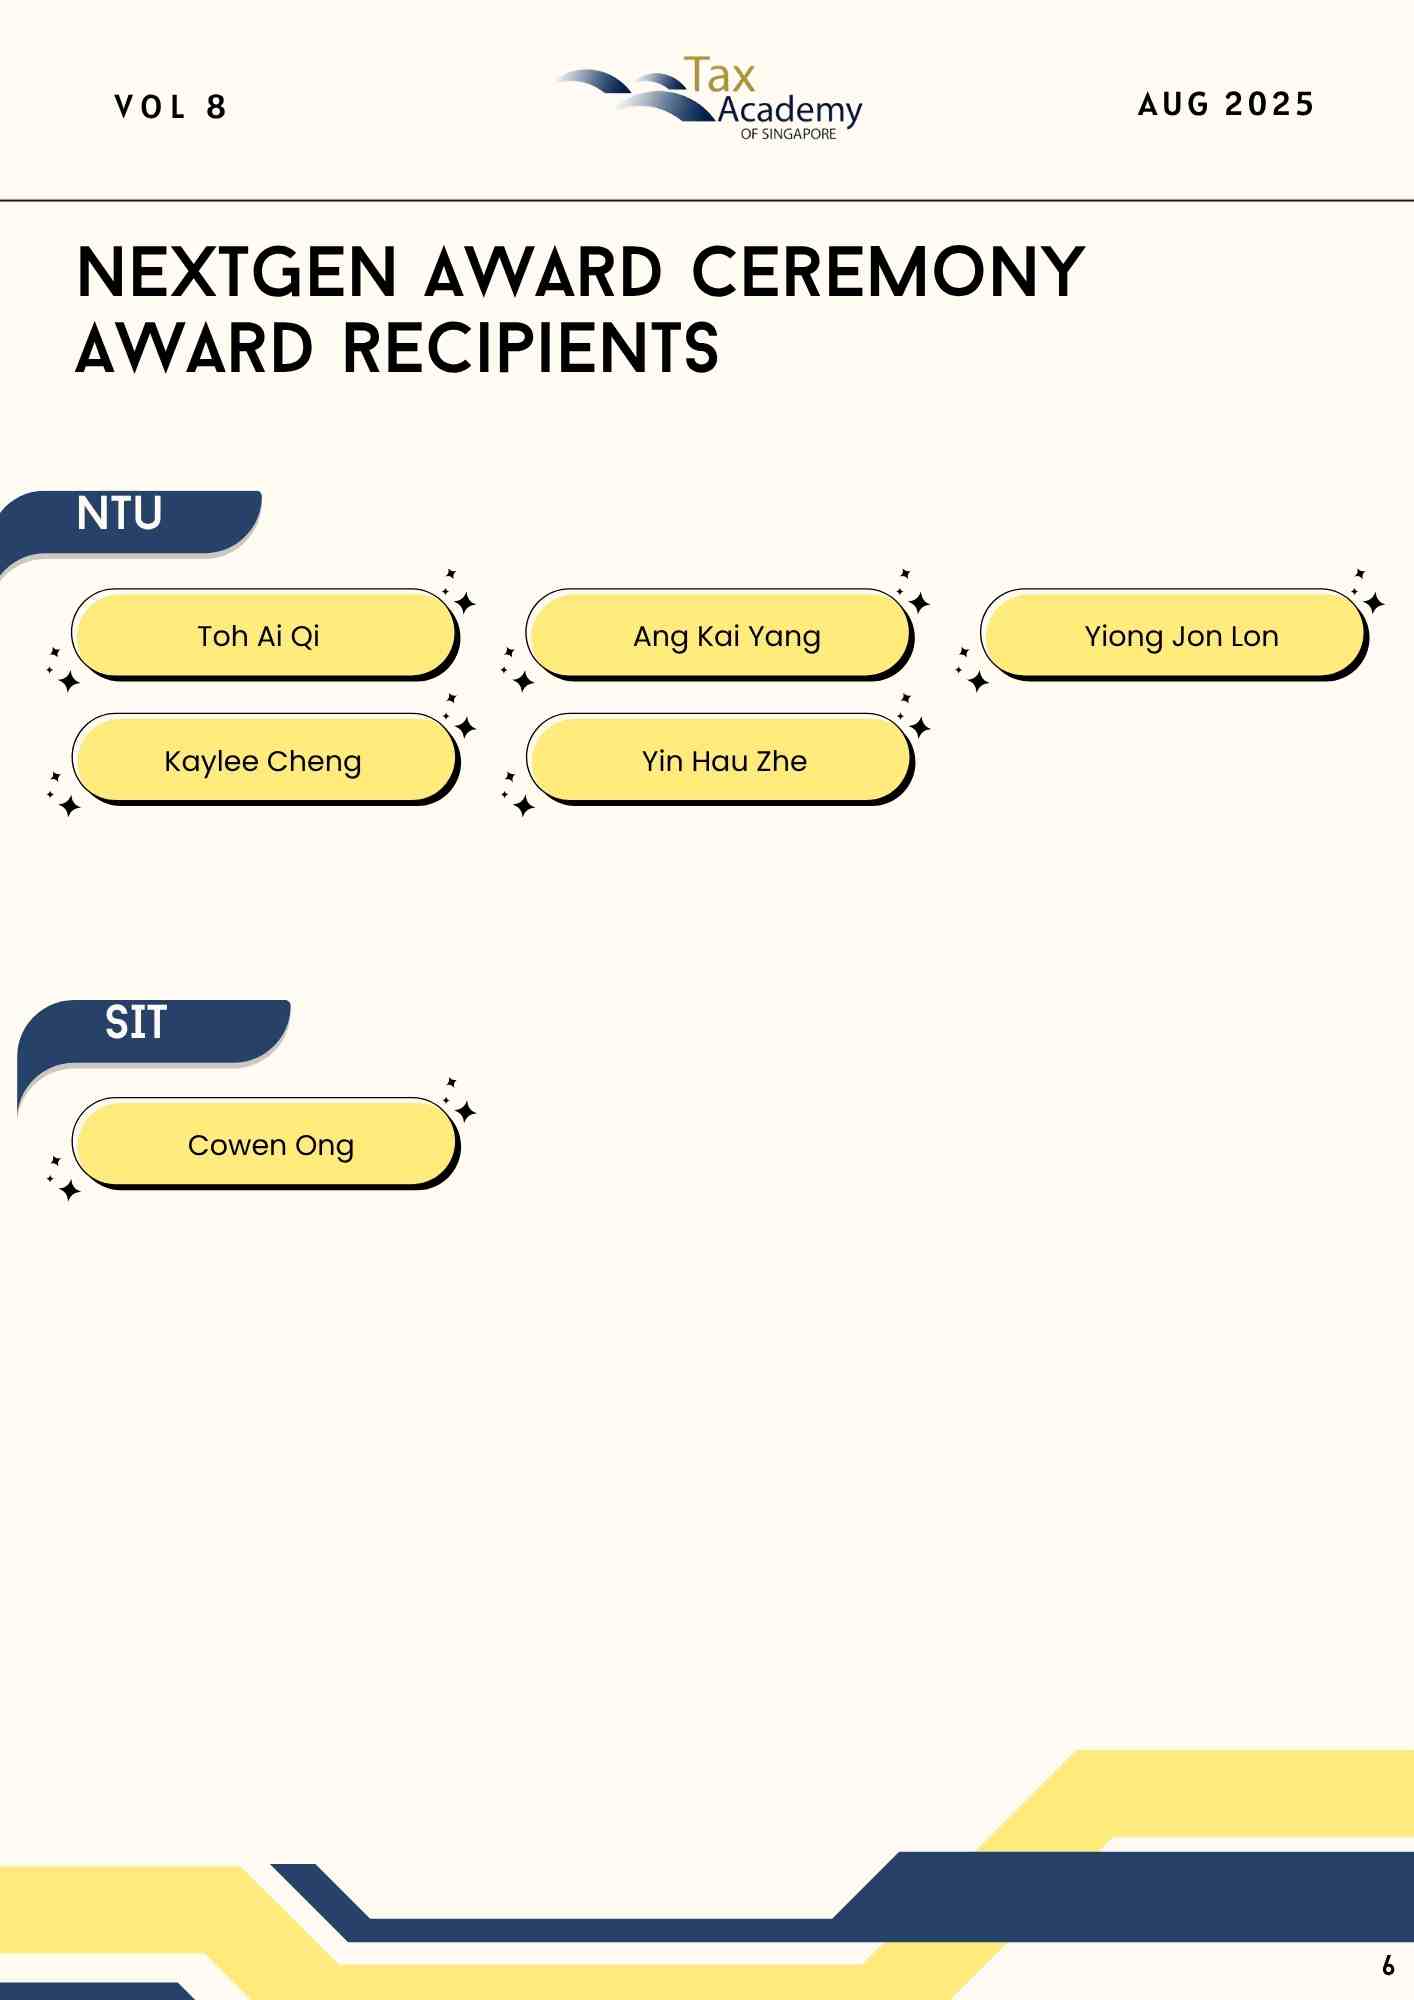 VOL 8
Tax
Academy
OF SINGAPORE
AUG 2025
NEXTGEN AWARD CEREMONY
AWARD RECIPIENTS
NTU
Toh Ai Qi
Ang Kai Yang
Yiong Jon Lon
Kaylee Cheng
Yin Hau Zhe
SIT
Cowen Ong
6